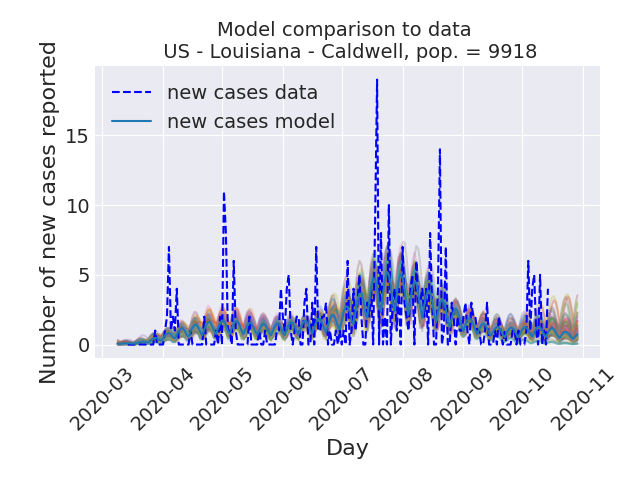 Model comparison to data
US - Louisiana - Caldwell, pop. = 9918
new cases data
new cases model
Number of new cases reported
15
10
5
0
2020-03
2020-04
2020-05
2020-06
2020-07
2020-08
2020-09
2020-10
2020-11
Day